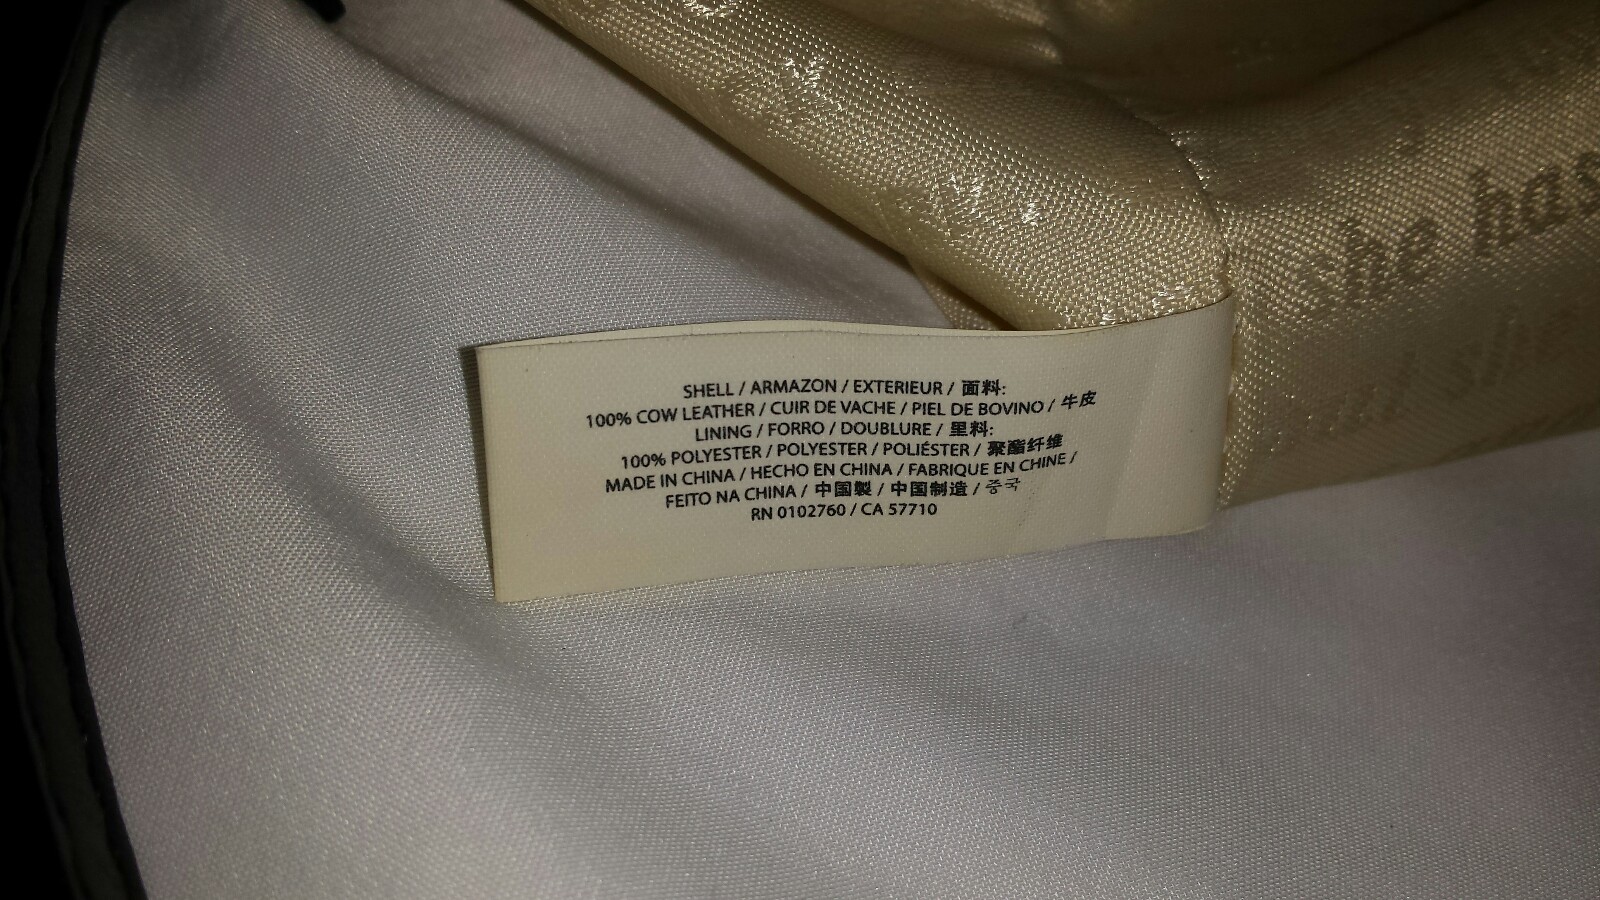 SHELL / ARMAZON / EXTERIEUR / 面料:
100% COW LEATHER / CUIR DE VACHE / PIEL DE BOVINO / 牛皮
LINING / FORRO / DOUBLURE / 里料:
100% POLYESTER / POLYESTER / POLIÉSTER / 聚酯纤维
MADE IN CHINA / HECHO EN CHINA / FABRIQUE EN CHINE /
FEITO NA CHINA / 中国製 / 中国制造 / 중국
RN 0102760 / CA 57710
he has